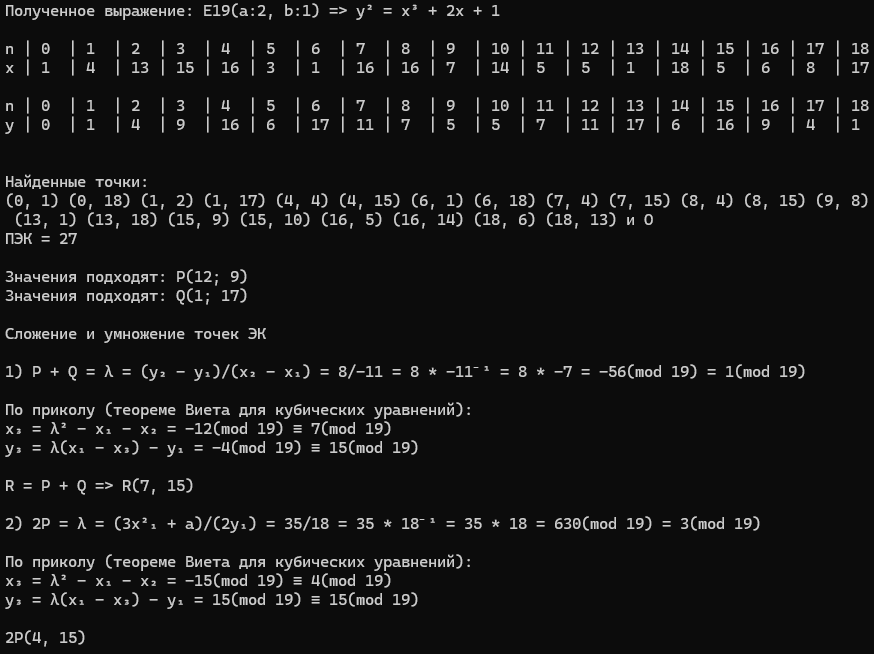 Полученное выражение: E19(a:2, b:1) => y² = x³ + 2x + 1
n | 0 | 1 | 2 | 3 | 4 | 5 | 6 | 7 | 8 | 9 | 10 | 11 | 12 | 13 | 14 | 15 | 16 | 17 | 18
x | 1 | 4 | 13 | 15 | 16 | 3 | 1 | 16 | 16 | 7 | 14 | 5 | 5 | 1 | 18 | 5 | 6 | 8 | 17
n | 0 | 1 | 2 | 3 | 4 | 5 | 6 | 7 | 8 | 9 | 10 | 11 | 12 | 13 | 14 | 15 | 16 | 17 | 18
y | 0 | 1 | 4 | 9 | 16 | 6 | 17 | 11 | 7 | 5 | 5 | 7 | 11 | 17 | 6 | 16 | 9 | 4 | 1
Найденные точки:
(0, 1) (0, 18) (1, 2) (1, 17) (4, 4) (4, 15) (6, 1) (6, 18) (7, 4) (7, 15) (8, 4) (8, 15) (9, 8)
(13, 1) (13, 18) (15, 9) (15, 10) (16, 5) (16, 14) (18, 6) (18, 13) и O
ПЭК = 27
Значения подходят: P(12; 9)
Значения подходят: Q(1; 17)
Сложение и умножение точек ЭК
1) P + Q = λ = (y₂ − y₁)/(x₂ − x₁) = 8/−11 = 8 * −11⁻¹ = 8 * −7 = −56(mod 19) = 1(mod 19)
По приколу (теореме Виета для кубических уравнений):
x₃ = λ² − x₁ − x₂ = −12(mod 19) ≡ 7(mod 19)
y₃ = λ(x₁ − x₃) − y₁ = −4(mod 19) ≡ 15(mod 19)
R = P + Q => R(7, 15)
2) 2P = λ = (3x²₁ + a)/(2y₁) = 35/18 = 35 * 18⁻¹ = 35 * 18 = 630(mod 19) = 3(mod 19)
По приколу (теореме Виета для кубических уравнений):
x₃ = λ² − x₁ − x₂ = −15(mod 19) ≡ 4(mod 19)
y₃ = λ(x₁ − x₃) − y₁ = 15(mod 19) ≡ 15(mod 19)
2P(4, 15)